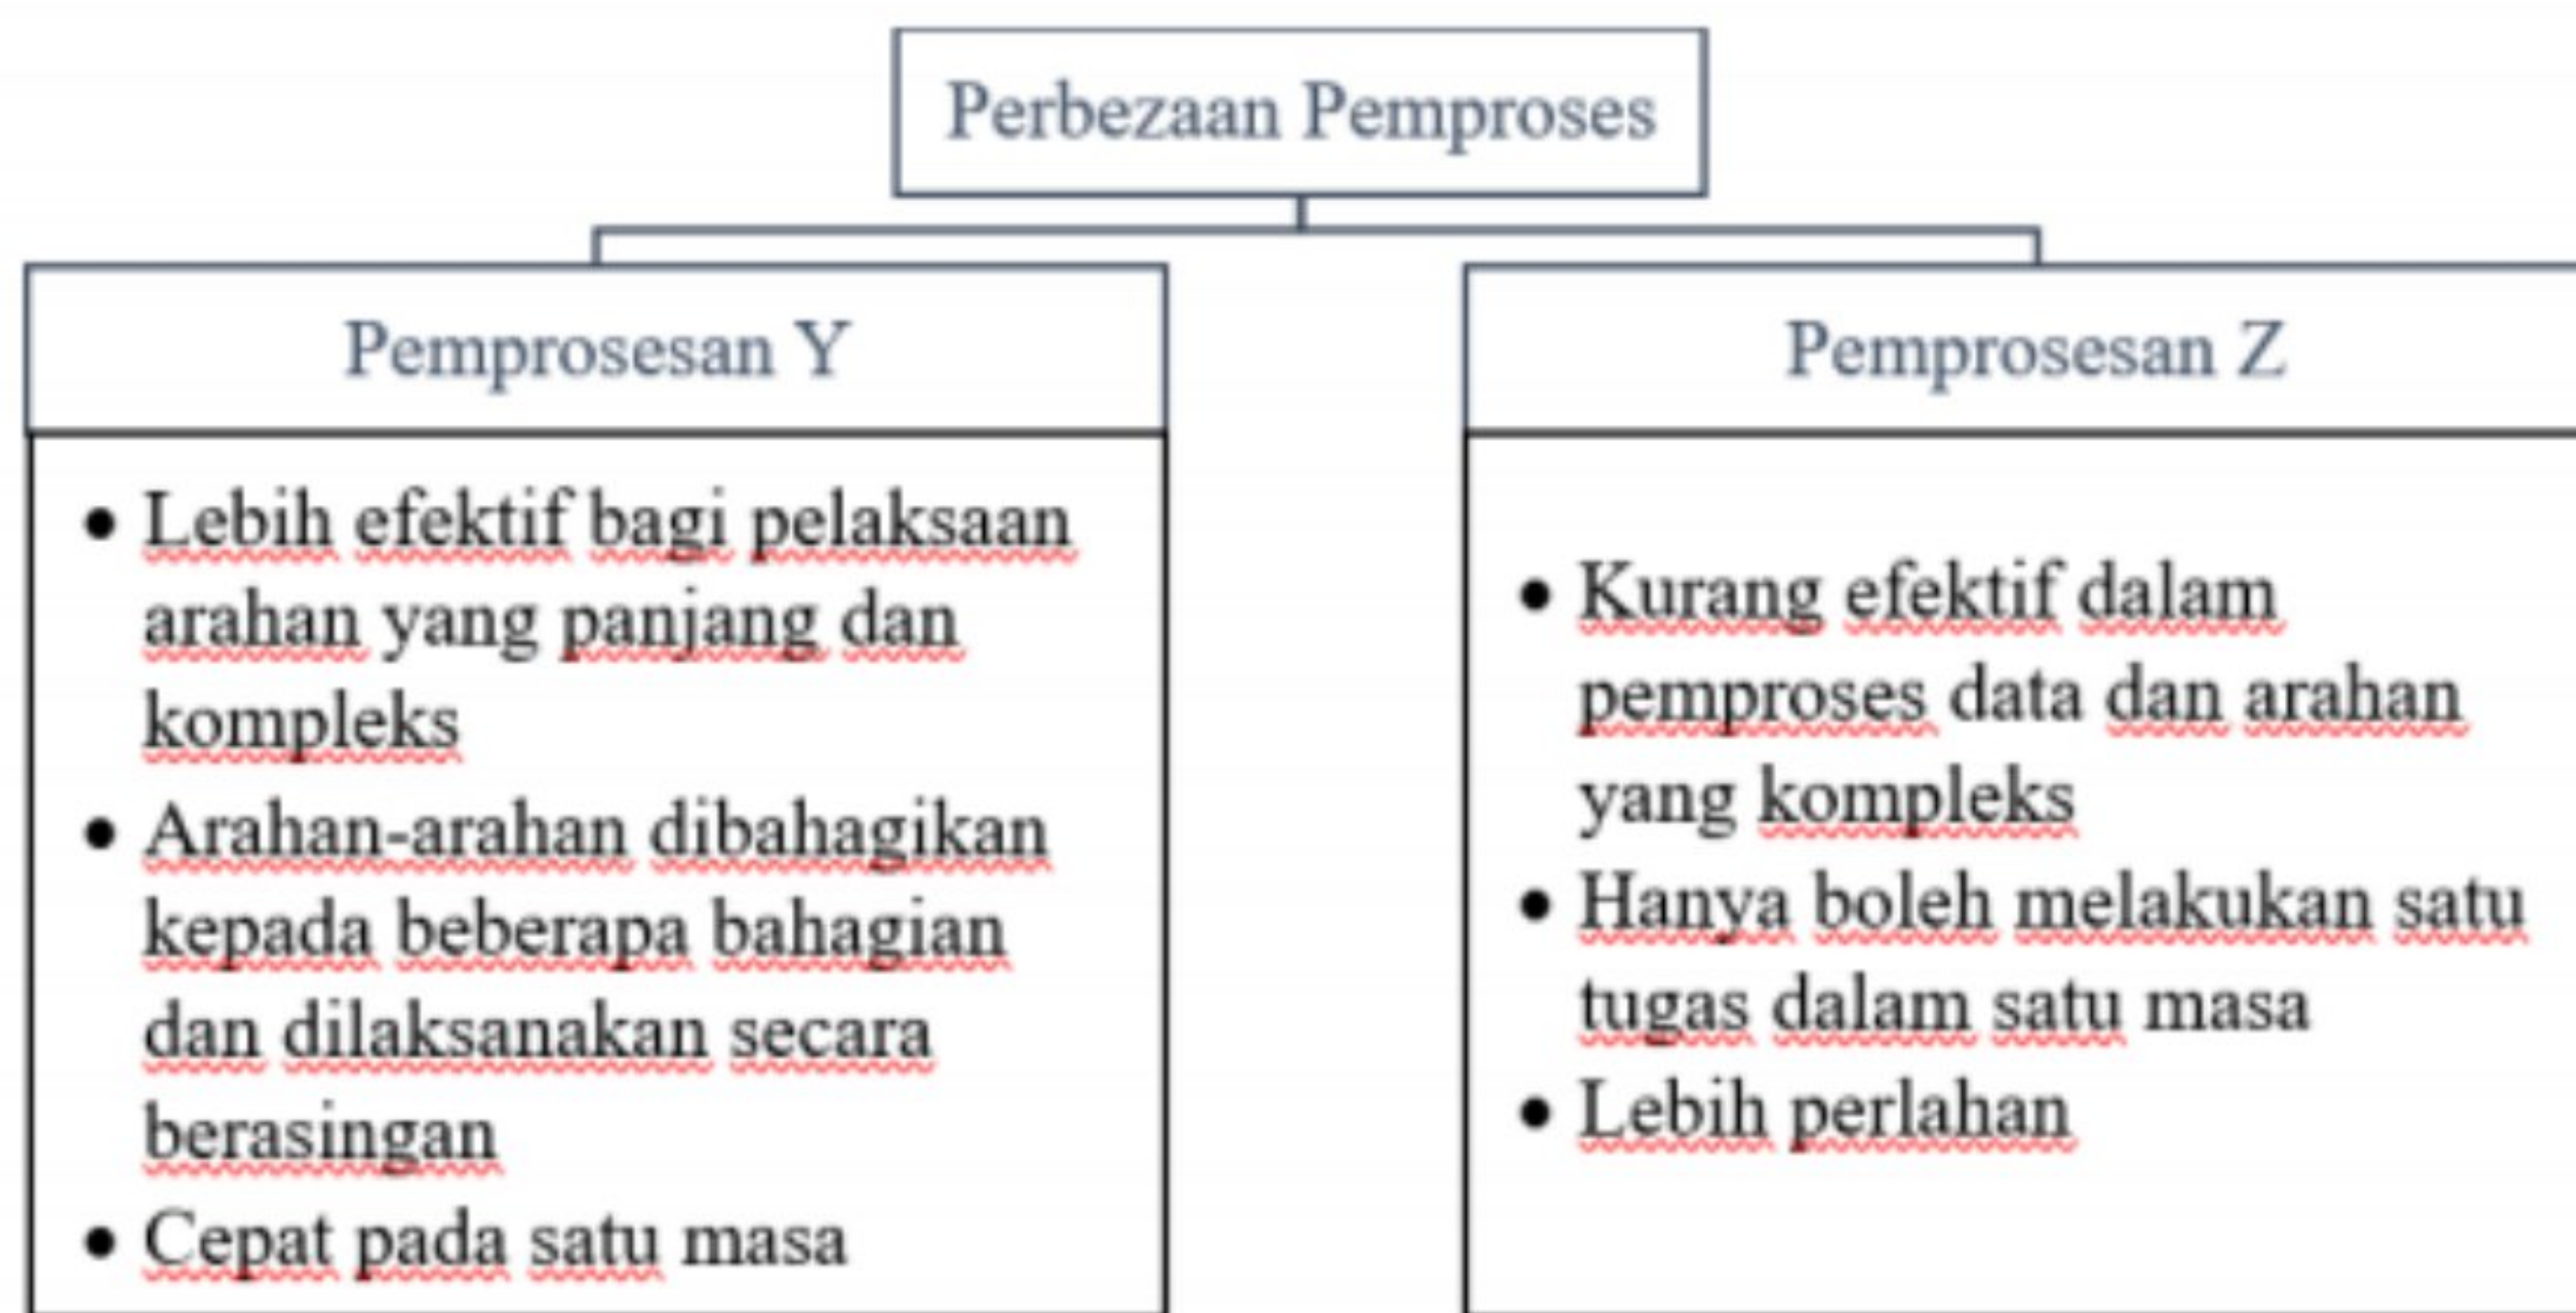 Perbezaan Pemproses
Pemprosesan Y
• Lebih efektif bagi pelaksaan
arahan yang panjang dan
kompleks
• Arahan-arahan dibahagikan
kepada beberapa bahagian
dan dilaksanakan secara
berasingan
• Cepat pada satu masa
Pemprosesan Z
• Kurang efektif dalam
pemproses data dan arahan
yang kompleks
• Hanya boleh melakukan satu
tugas dalam satu masa
• Lebih perlahan